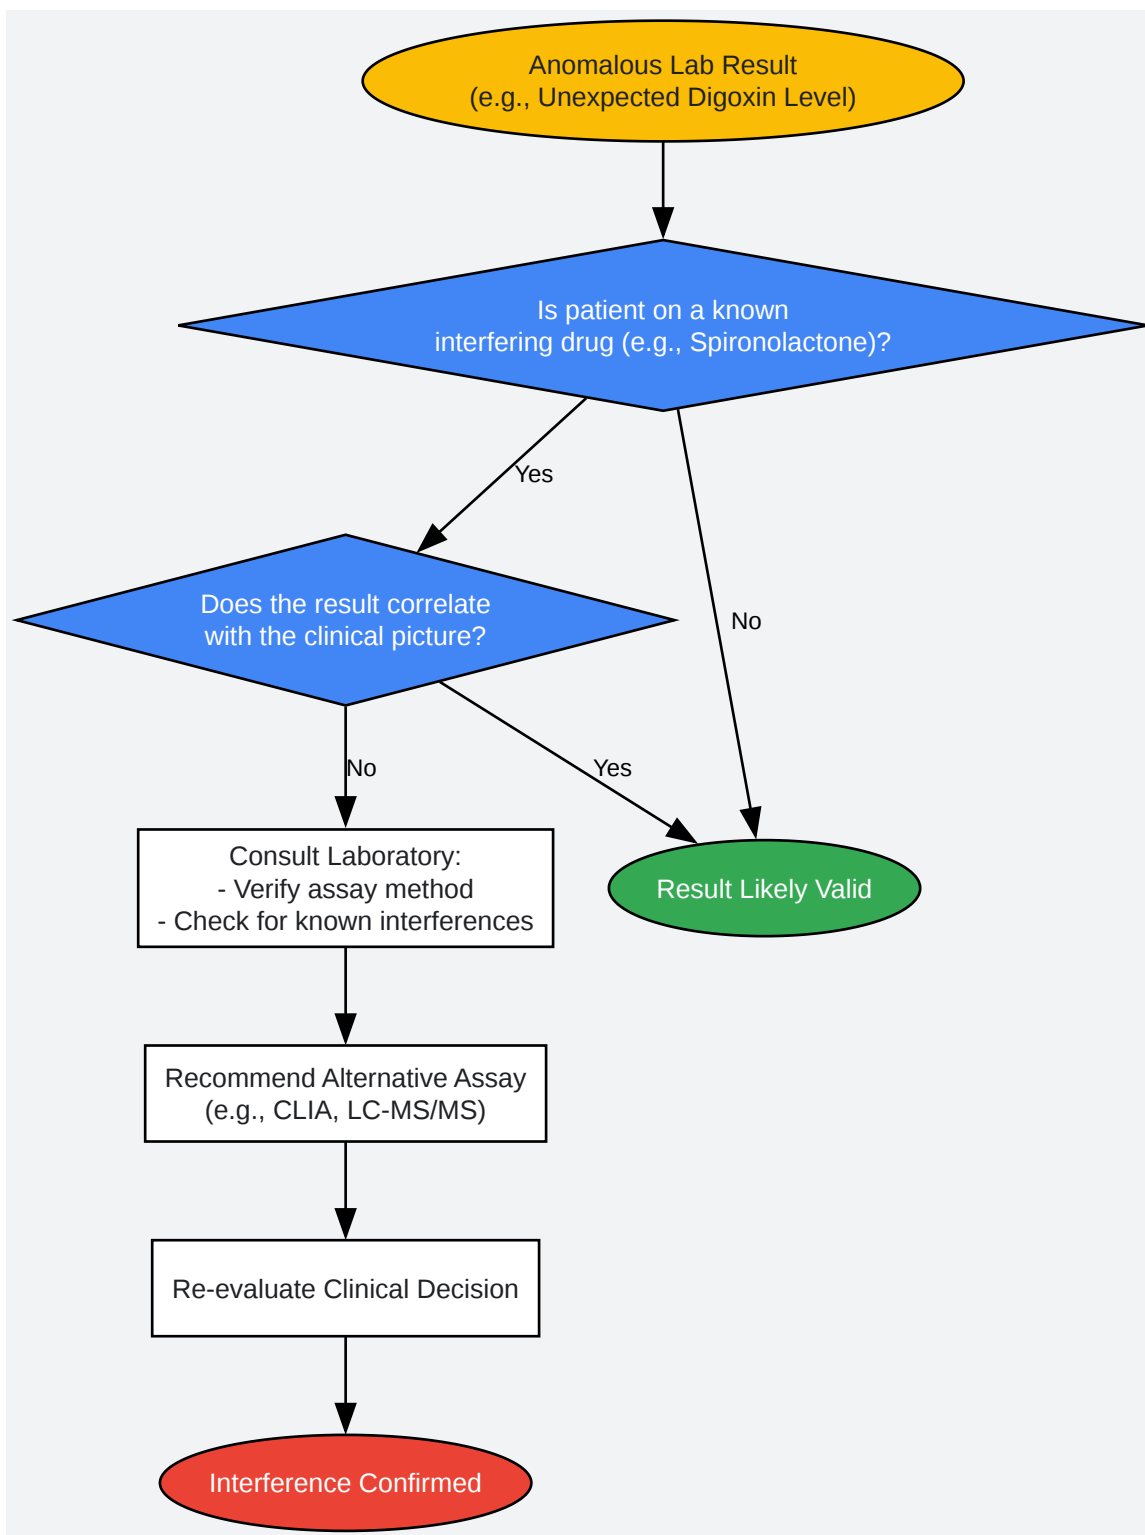 Anomalous Lab Result
(e.g., Unexpected Digoxin Level)
Is patient on a known
interfering drug (e.g., Spironolactone)?
Yes
Does the result correlate
with the clinical picture?
No
No
Yes
Consult Laboratory:
- Verify assay method
- Check for known interferences
Result Likely Valid
Recommend Alternative Assay
(e.g., CLIA, LC-MS/MS)
Re-evaluate Clinical Decision
Interference Confirmed